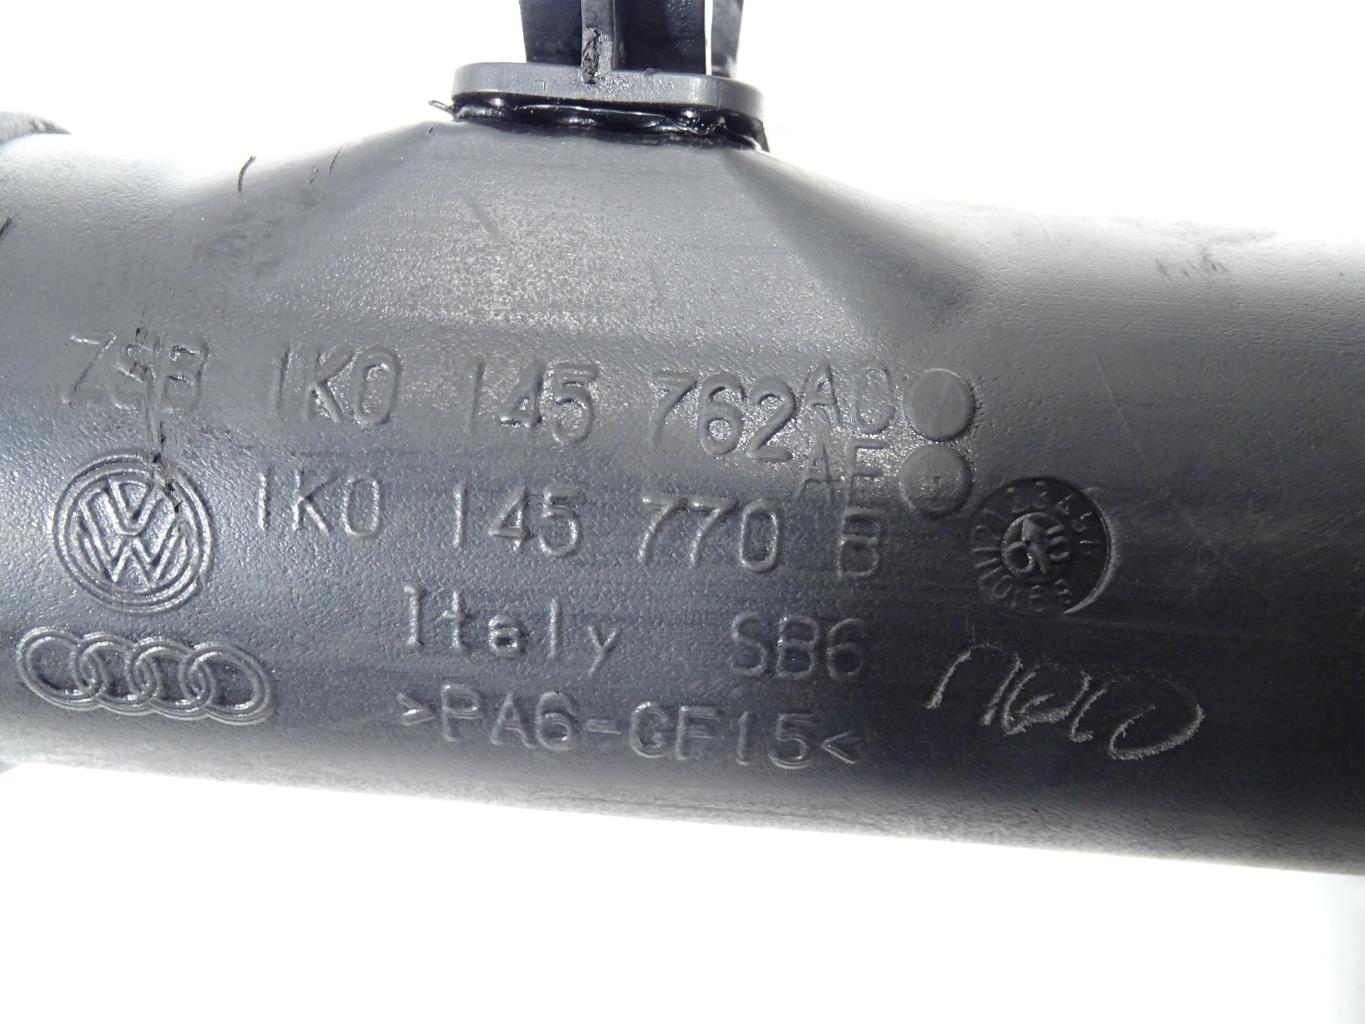 ZSB 1K0 145 762 AC
AE
1K0 145 770 B
Italy SB6
>PA6-GF15<